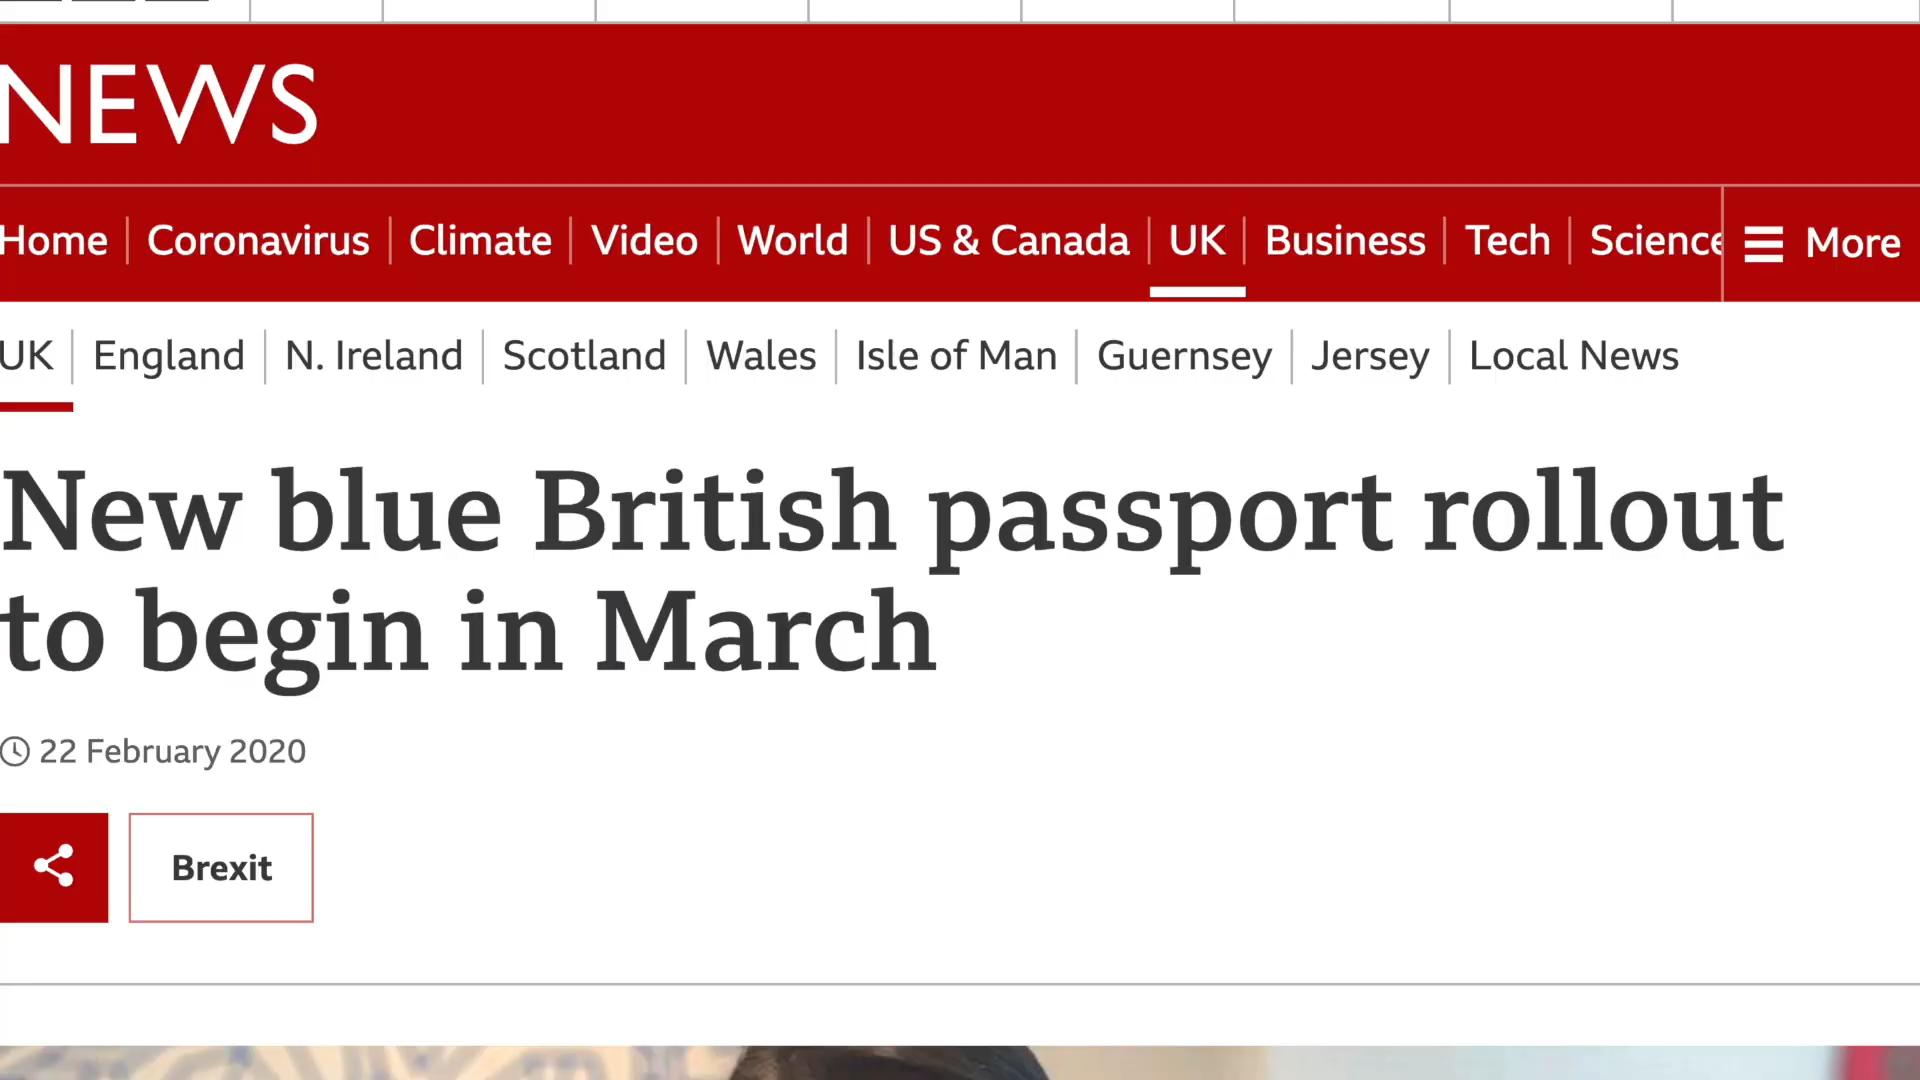 NEWS
Home Coronavirus Climate Video World US & Canada UK Business Tech Science More
UK England N. Ireland Scotland Wales Isle of Man Guernsey Jersey Local News
New blue British passport rollout
to begin in March
22 February 2020
Brexit